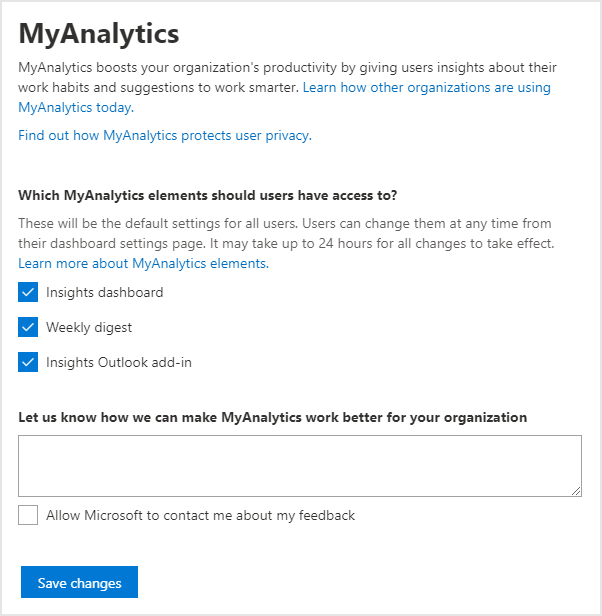 MyAnalytics
MyAnalytics boosts your organization's productivity by giving users insights about their
work habits and suggestions to work smarter. Learn how other organizations are using
MyAnalytics today.
Find out how MyAnalytics protects user privacy.
Which MyAnalytics elements should users have access to?
These will be the default settings for all users. Users can change them at any time from
their dashboard settings page. It may take up to 24 hours for all changes to take effect.
Learn more about MyAnalytics elements.
Insights dashboard
Weekly digest
Insights Outlook add-in
Let us know how we can make MyAnalytics work better for your organization
Allow Microsoft to contact me about my feedback
Save changes